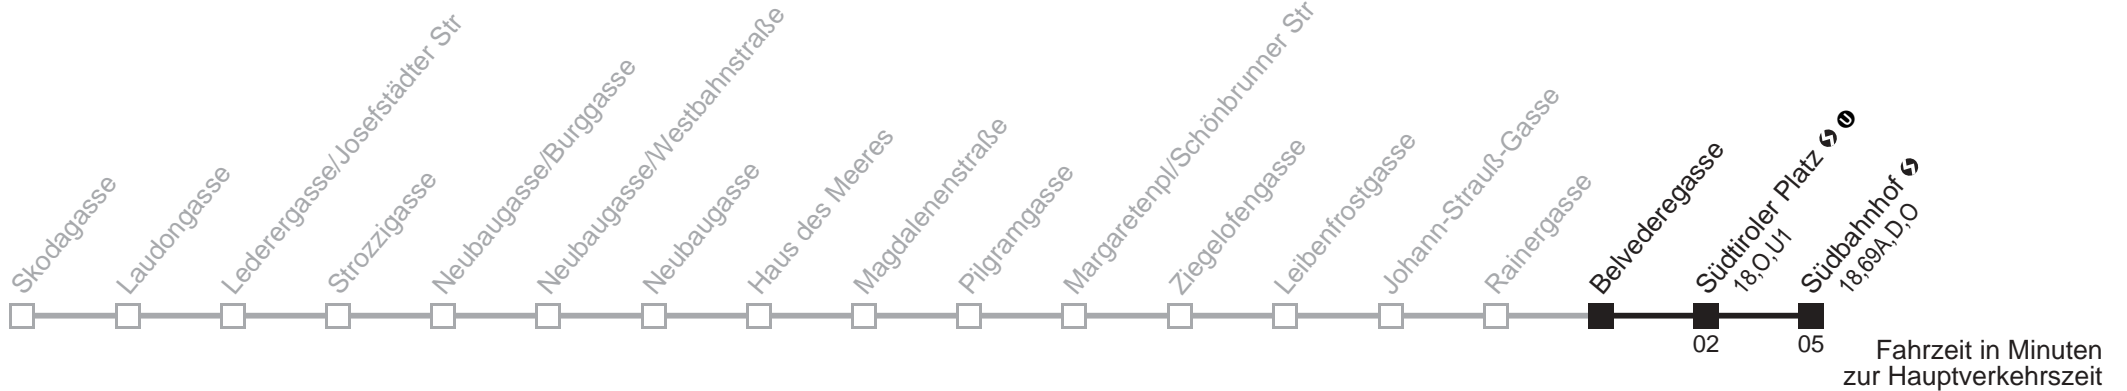 Skodagasse
Laudongasse
Lederergasse/Josefstädter Str
Strozzigasse
Neubaugasse/Burggasse
Neubaugasse/Westbahnstraße
Neubaugasse
Haus des Meeres
Magdalenenstraße
Pilgramgasse
Margaretenpl/Schönbrunner Str
Ziegelofengasse
Leibenfrostgasse
Johann-Strauß-Gasse
Rainergasse
Belvederegasse
Südtiroler Platz U
18,O,U1
Südbahnhof
18,69A,D,O
02
05
Fahrzeit in Minuten
zur Hauptverkehrszeit